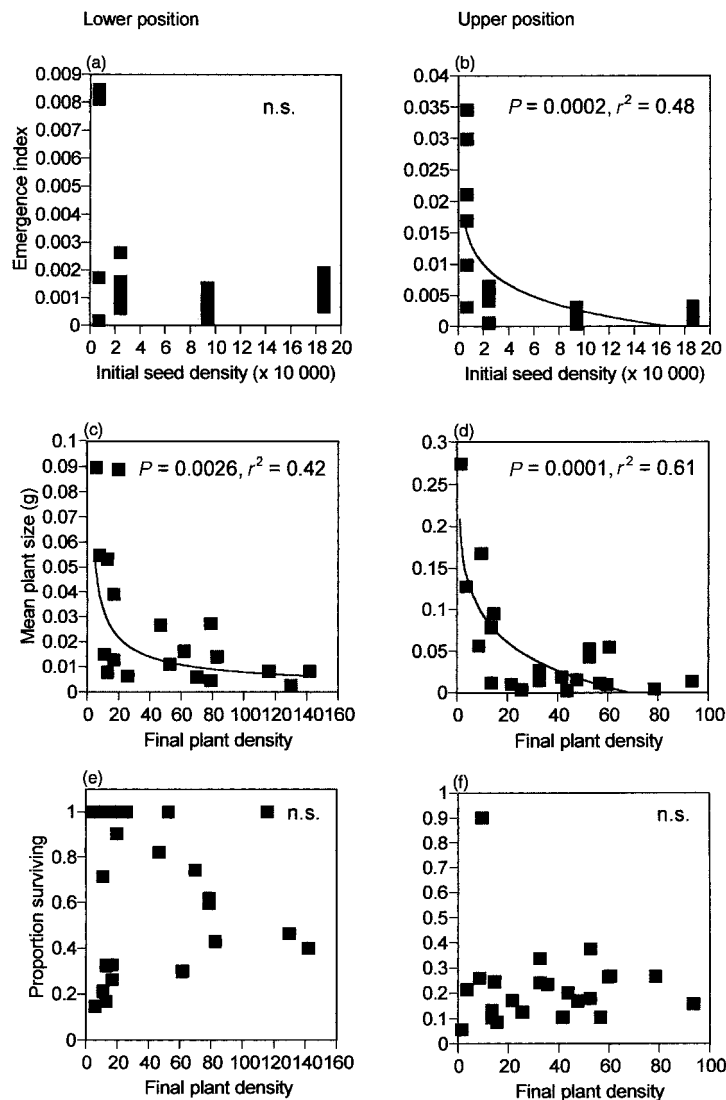 Lower position
Upper position
(a)
0.009
0.008
0.007
0.006
0.005
0.004
0.003
0.002
0.001
0
n.s.
Emergence index
0 2 4 6 8 10 12 14 16 18 20
Initial seed density (x 10 000)
(b)
0.04
0.035
0.03
0.025
0.02
0.015
0.01
0.005
0
P = 0.0002, r² = 0.48
0 2 4 6 8 10 12 14 16 18 20
Initial seed density (x 10 000)
(c)
0.1
0.09
0.08
0.07
0.06
0.05
0.04
0.03
0.02
0.01
0
P = 0.0026, r² = 0.42
Mean plant size (g)
0 20 40 60 80 100 120 140 160
Final plant density
(d)
0.3
0.25
0.2
0.15
0.1
0.05
0
P = 0.0001, r² = 0.61
0 20 40 60 80 100
Final plant density
(e)
1
0.8
0.6
0.4
0.2
0
n.s.
Proportion surviving
0 20 40 60 80 100 120 140 160
Final plant density
(f)
1
0.9
0.8
0.7
0.6
0.5
0.4
0.3
0.2
0.1
0
n.s.
0 20 40 60 80 100
Final plant density